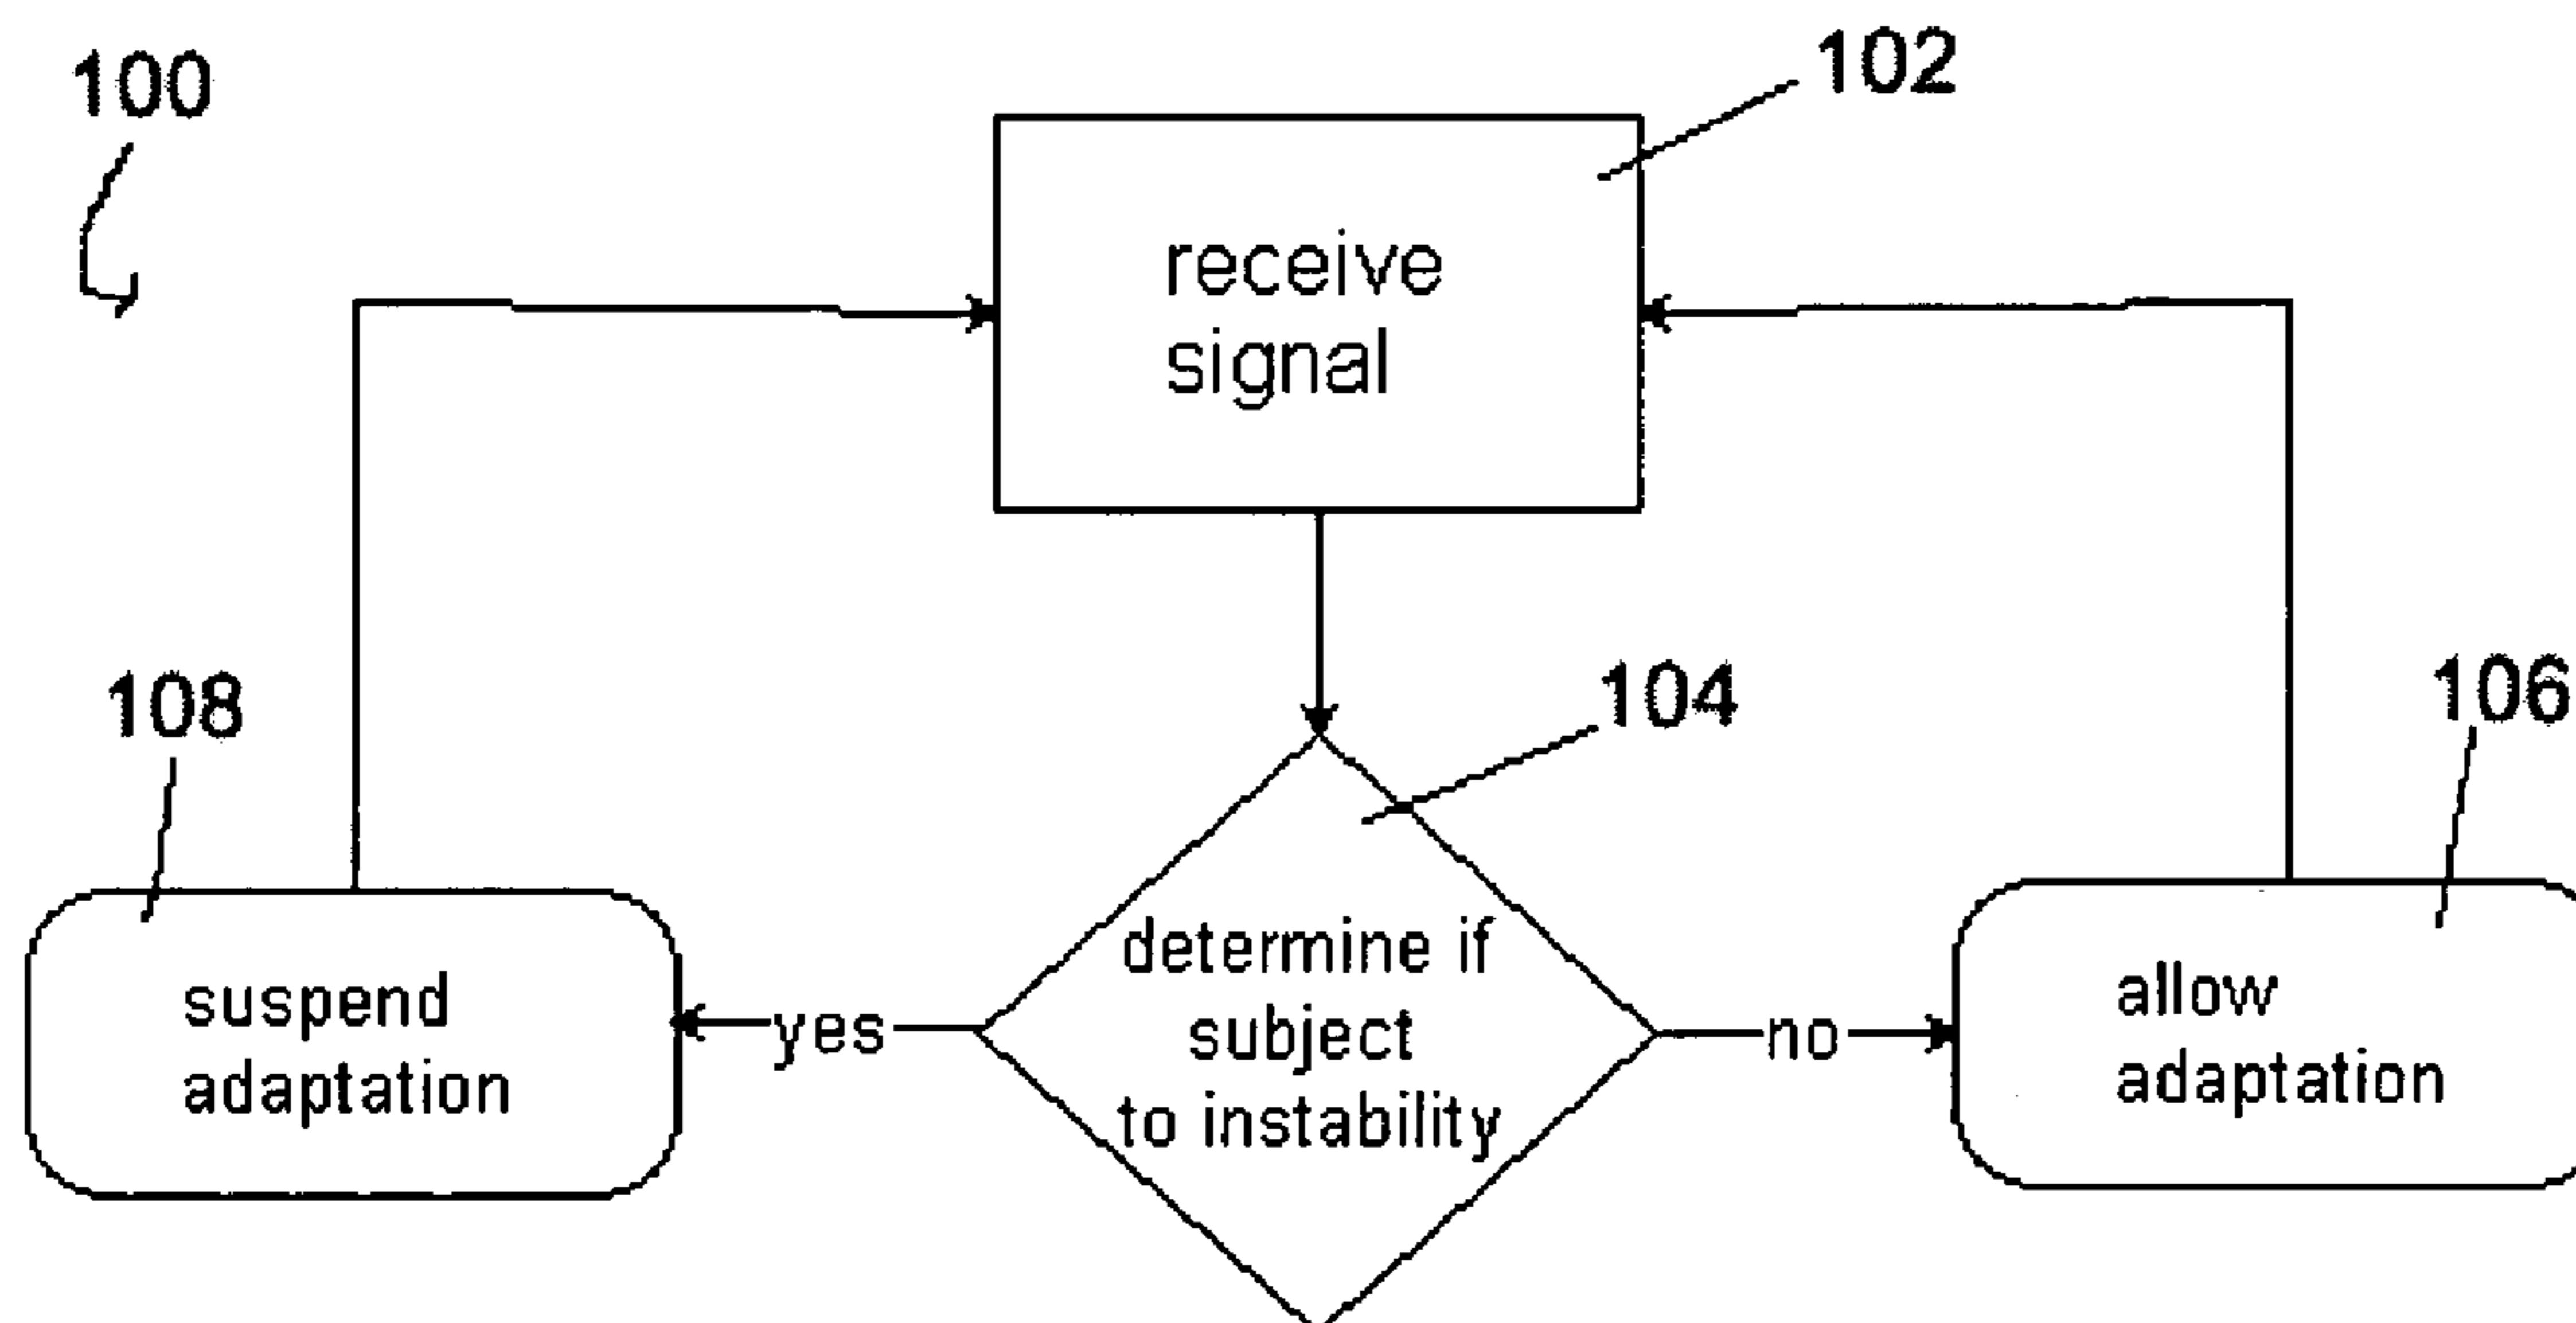 100
102
receive
signal
108
104
106
determine if
subject
to instability
yes
no
suspend
adaptation
allow
adaptation